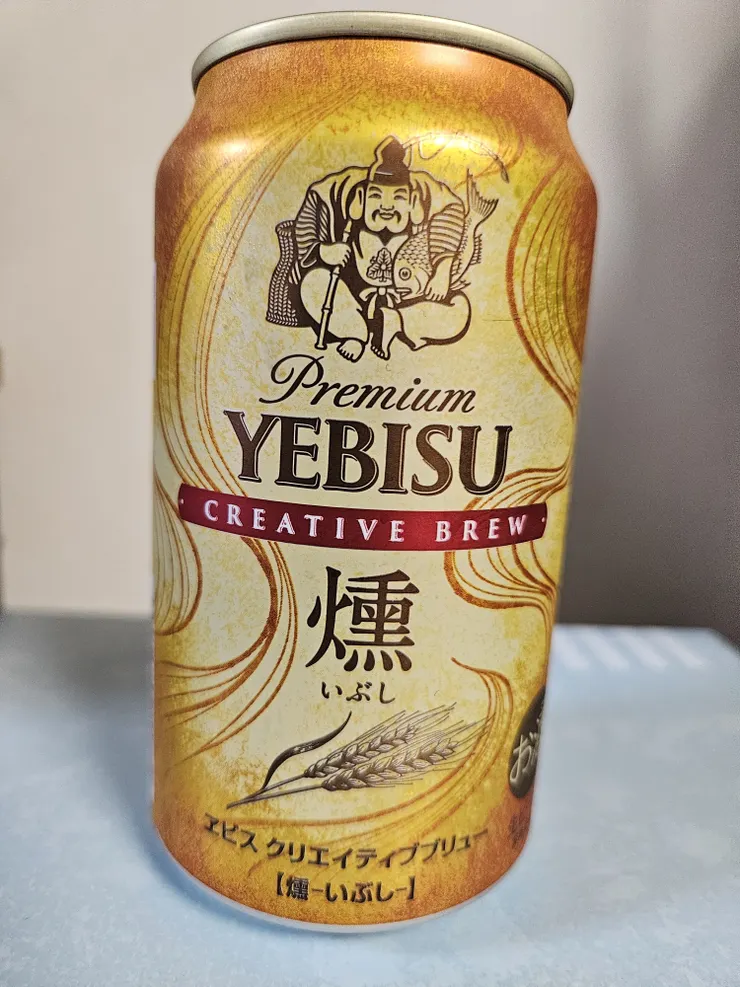 Premium
YEBISU
CREATIVE BREW
燻
いぶし
ヱビス クリエイティブブリュー
【燻-いぶし-】